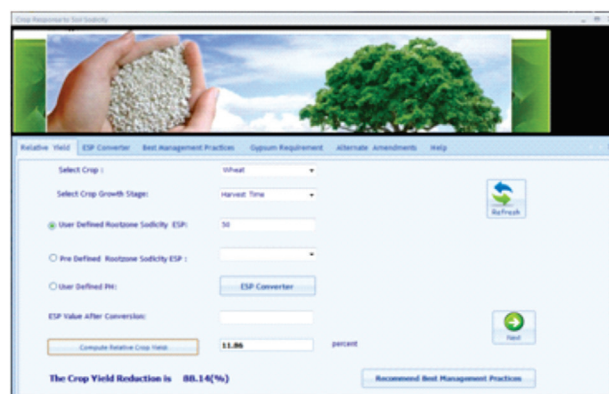 Crop Response to Soil Sodicity
Relative Yield ESP Converter Best Management Practices Gypsum Requirement Alternate Amendments Help
Select Crop : Wheat
Select Crop Growth Stage: Harvest Time
Refresh
User Defined Rootzone Sodicity ESP: 50
Pre Defined Rootzone Sodicity ESP :
User Defined PH: ESP Converter
ESP Value After Conversion:
Next
Compute Relative Crop Yield: 11.86 percent
The Crop Yield Reduction is 88.14(%) Recommend Best Management Practices